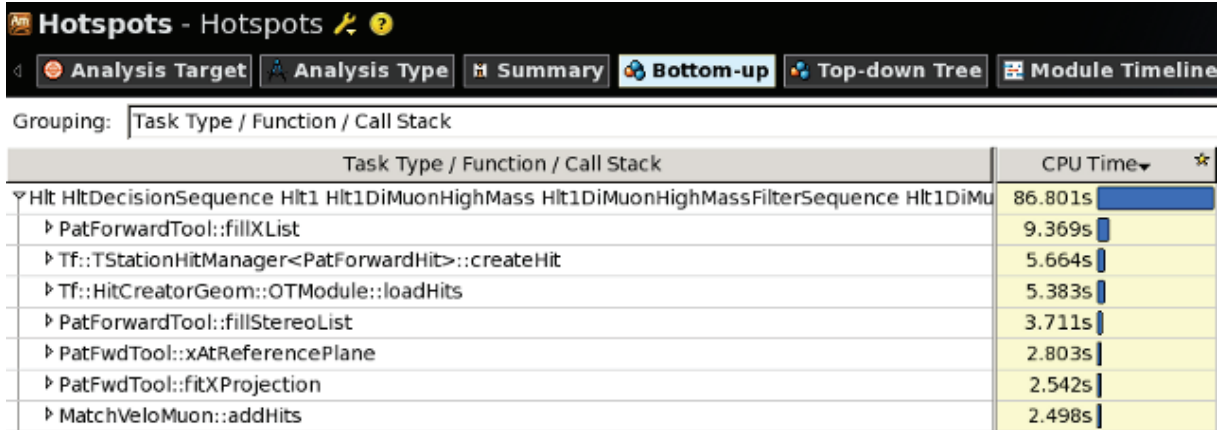 Hotspots - Hotspots
Analysis Target Analysis Type Summary Bottom-up Top-down Tree Module Timeline
Grouping: Task Type / Function / Call Stack
Task Type / Function / Call Stack CPU Time
Hlt HltDecisionSequence Hlt1 Hlt1DiMuonHighMass Hlt1DiMuonHighMassFilterSequence Hlt1DiMu 86.801s
PatForwardTool::fillXList 9.369s
Tf::TStationHitManager<PatForwardHit>::createHit 5.664s
Tf::HitCreatorGeom::OTModule::loadHits 5.383s
PatForwardTool::fillStereoList 3.711s
PatFwdTool::xAtReferencePlane 2.803s
PatFwdTool::fitXProjection 2.542s
MatchVeloMuon::addHits 2.498s